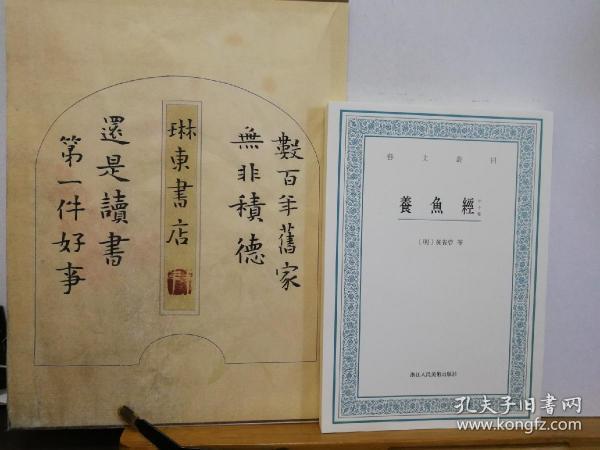 數百年舊家
無非積德
琳東書店
還是讀書
第一件好事
藝文叢刊
養魚經
〔明〕黃省曾 等
浙江人民美術出版社
孔夫子旧书网
www.kongfz.com